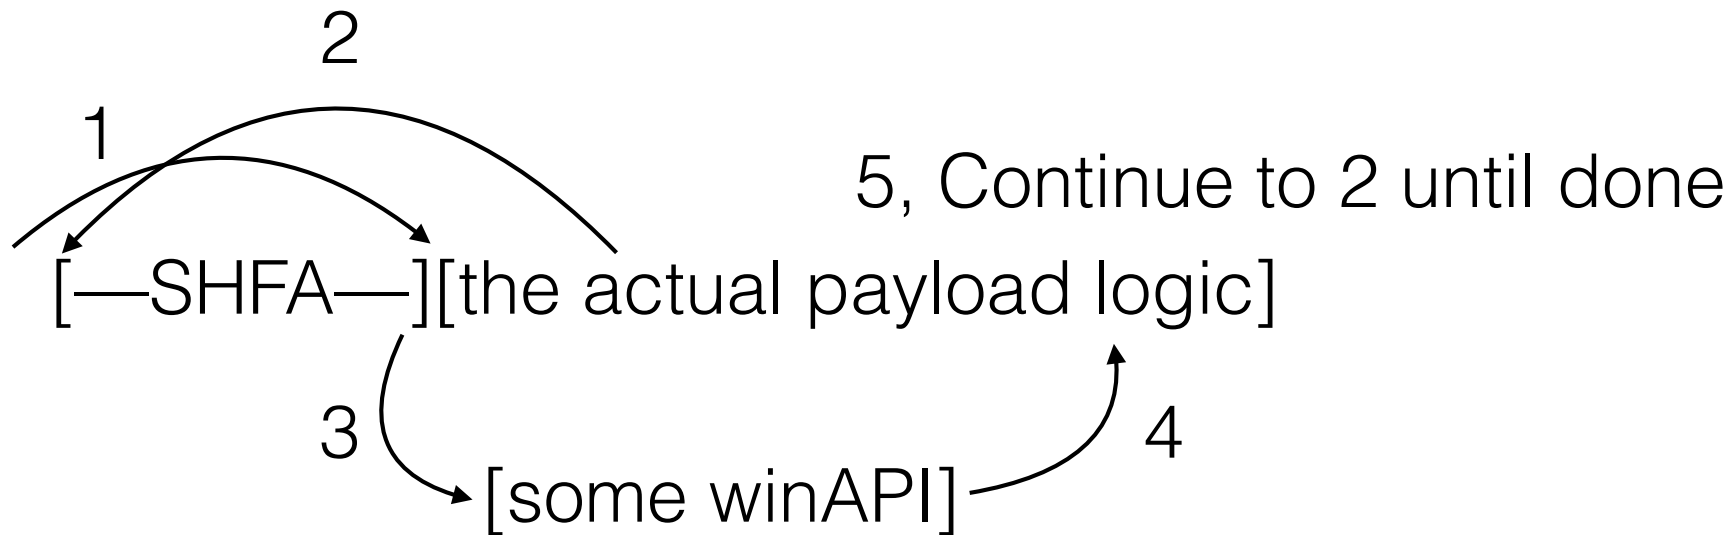 2
1
5, Continue to 2 until done
[—SHFA—][the actual payload logic]
3
4
[some winAPI]